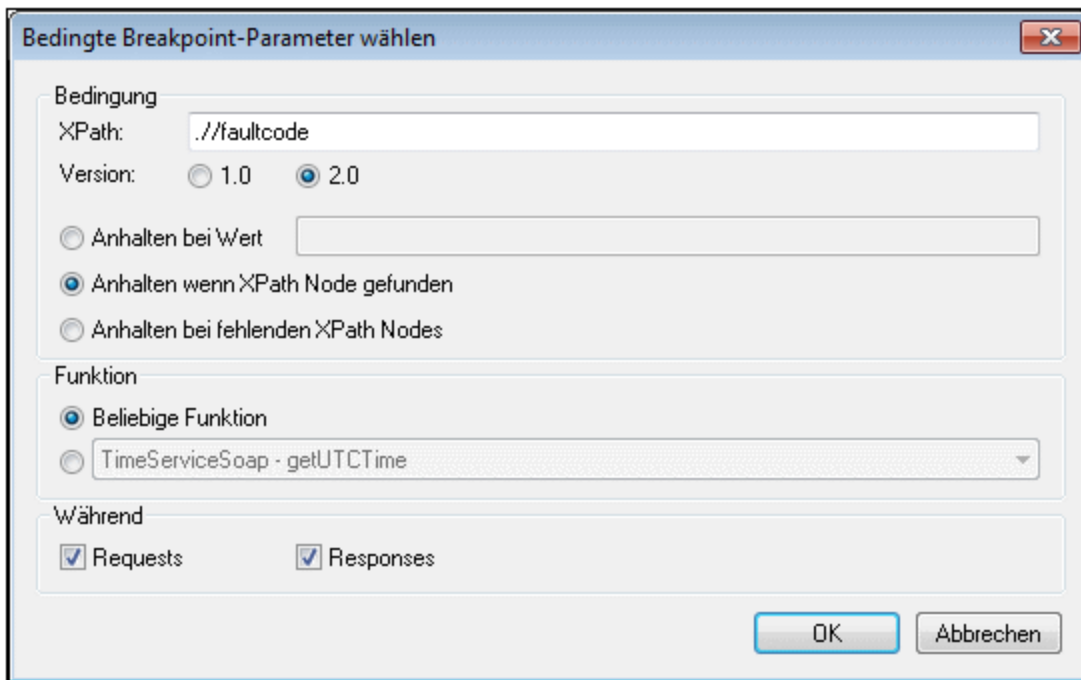 Bedingte Breakpoint-Parameter wählen
Bedingung
XPath: .//faultcode
Version: 1.0 2.0
Anhalten bei Wert
Anhalten wenn XPath Node gefunden
Anhalten bei fehlenden XPath Nodes
Funktion
Beliebige Funktion
TimeServiceSoap - getUTCTime
Während
Requests Responses
OK Abbrechen